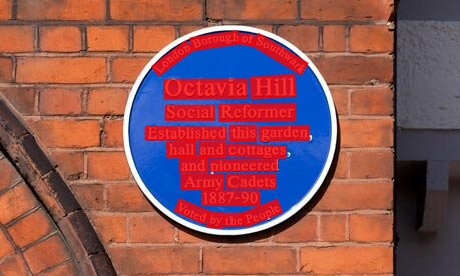 London Borough of Southwark
Octavia Hill
Social Reformer
Established this garden,
hall and cottages,
and pioneered
Army Cadets
1887-90
Voted by the People